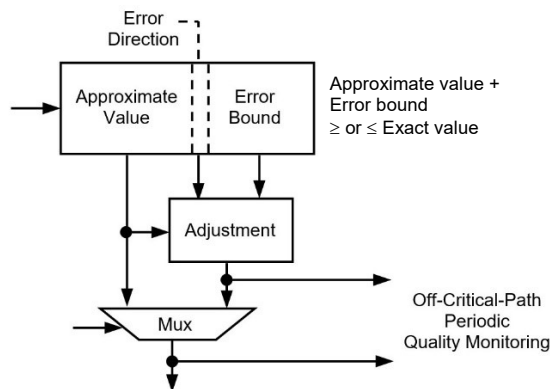 Error
Direction
Approximate
Value
Error
Bound
Approximate value +
Error bound
≥ or ≤ Exact value
Adjustment
Mux
Off-Critical-Path
Periodic
Quality Monitoring